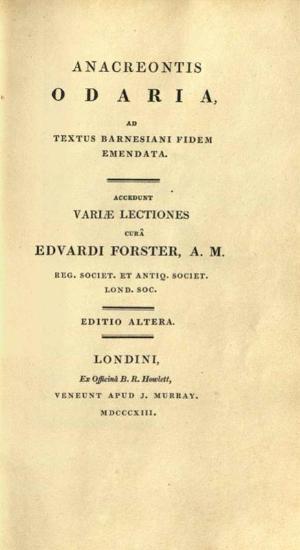 ANACREONTIS
ODARIA,
AD
TEXTUS BARNESIANI FIDEM
EMENDATA.
ACCEDUNT
VARIÆ LECTIONES
CURÂ
EDVARDI FORSTER, A. M.
REG. SOCIET. ET ANTIQ. SOCIET.
LOND. SOC.
EDITIO ALTERA.
LONDINI,
Ex Officinâ B. R. Howlett,
VENEUNT APUD J. MURRAY.
MDCCCXIII.